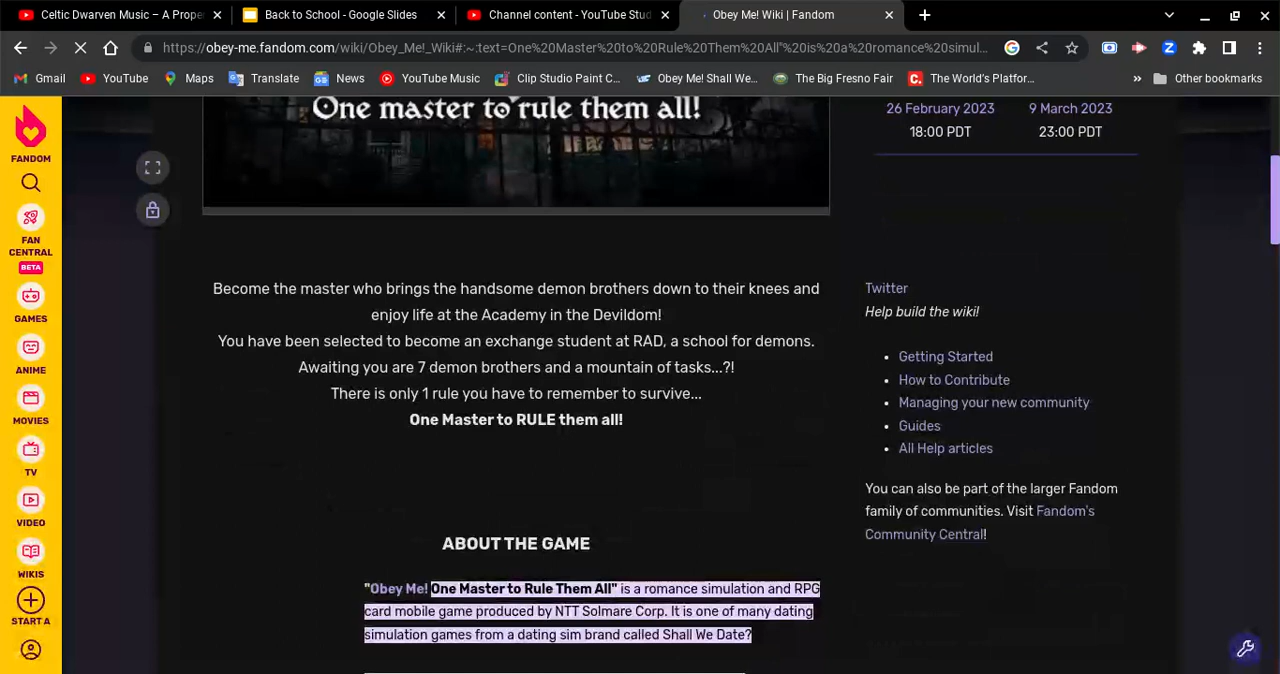 Celtic Dwarven Music – A Prope
Back to School - Google Slides
Channel content - YouTube Stud
Obey Me! Wiki | Fandom
https://obey-me.fandom.com/wiki/Obey_Me!_Wiki#:~:text=One%20Master%20to%20Rule%20Them%20All"%20is%20a%20romance%20simul...
Gmail
YouTube
Maps
Translate
News
YouTube Music
Clip Studio Paint C...
Obey Me! Shall We...
The Big Fresno Fair
The World's Platfor...
»
Other bookmarks
FANDOM
FAN
CENTRAL
BETA
GAMES
ANIME
MOVIES
TV
VIDEO
WIKIS
START A
One master to rule them all!
Become the master who brings the handsome demon brothers down to their knees and
enjoy life at the Academy in the Devildom!
You have been selected to become an exchange student at RAD, a school for demons.
Awaiting you are 7 demon brothers and a mountain of tasks...?!
There is only 1 rule you have to remember to survive...
One Master to RULE them all!
ABOUT THE GAME
"Obey Me! One Master to Rule Them All" is a romance simulation and RPG
card mobile game produced by NTT Solmare Corp. It is one of many dating
simulation games from a dating sim brand called Shall We Date?
26 February 2023 9 March 2023
18:00 PDT 23:00 PDT
Twitter
Help build the wiki!
Getting Started
How to Contribute
Managing your new community
Guides
All Help articles
You can also be part of the larger Fandom
family of communities. Visit Fandom's
Community Central!